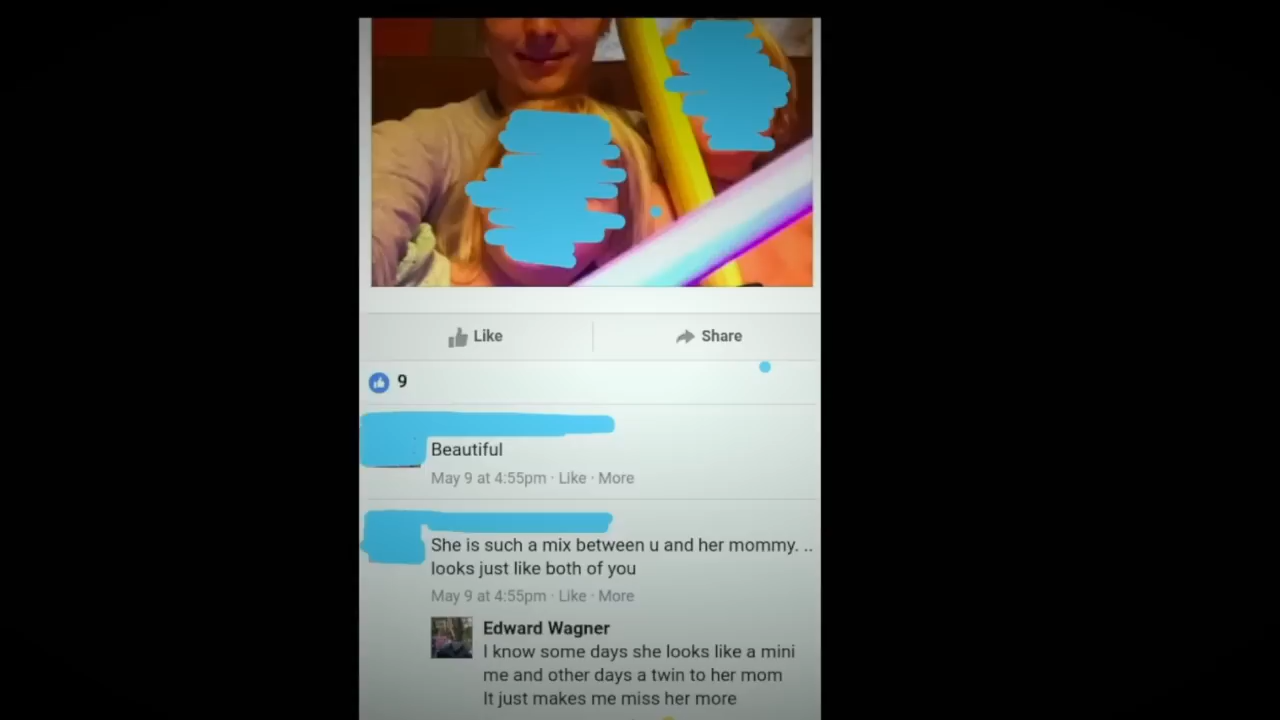 Like
Share
9
Beautiful
May 9 at 4:55pm · Like · More
She is such a mix between u and her mommy. ..
looks just like both of you
May 9 at 4:55pm · Like · More
Edward Wagner
I know some days she looks like a mini
me and other days a twin to her mom
It just makes me miss her more